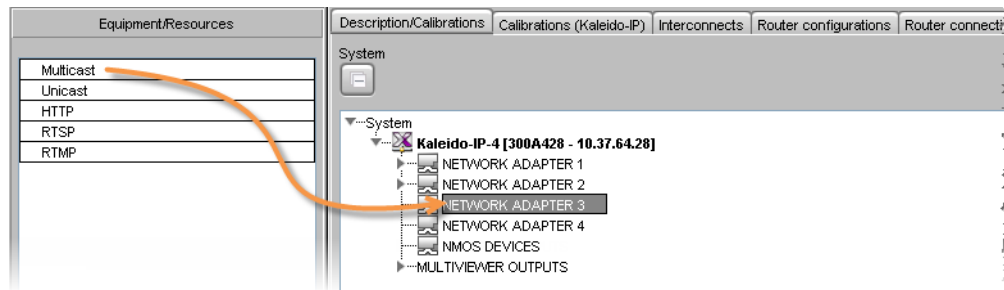 Equipment/Resources
Multicast
Unicast
HTTP
RTSP
RTMP
Description/Calibrations
Calibrations (Kaleido-IP)
Interconnects
Router configurations
Router connecti
System
System
Kaleido-IP-4 [300A428 - 10.37.64.28]
NETWORK ADAPTER 1
NETWORK ADAPTER 2
NETWORK ADAPTER 3
NETWORK ADAPTER 4
NMOS DEVICES
MULTIVIEWER OUTPUTS